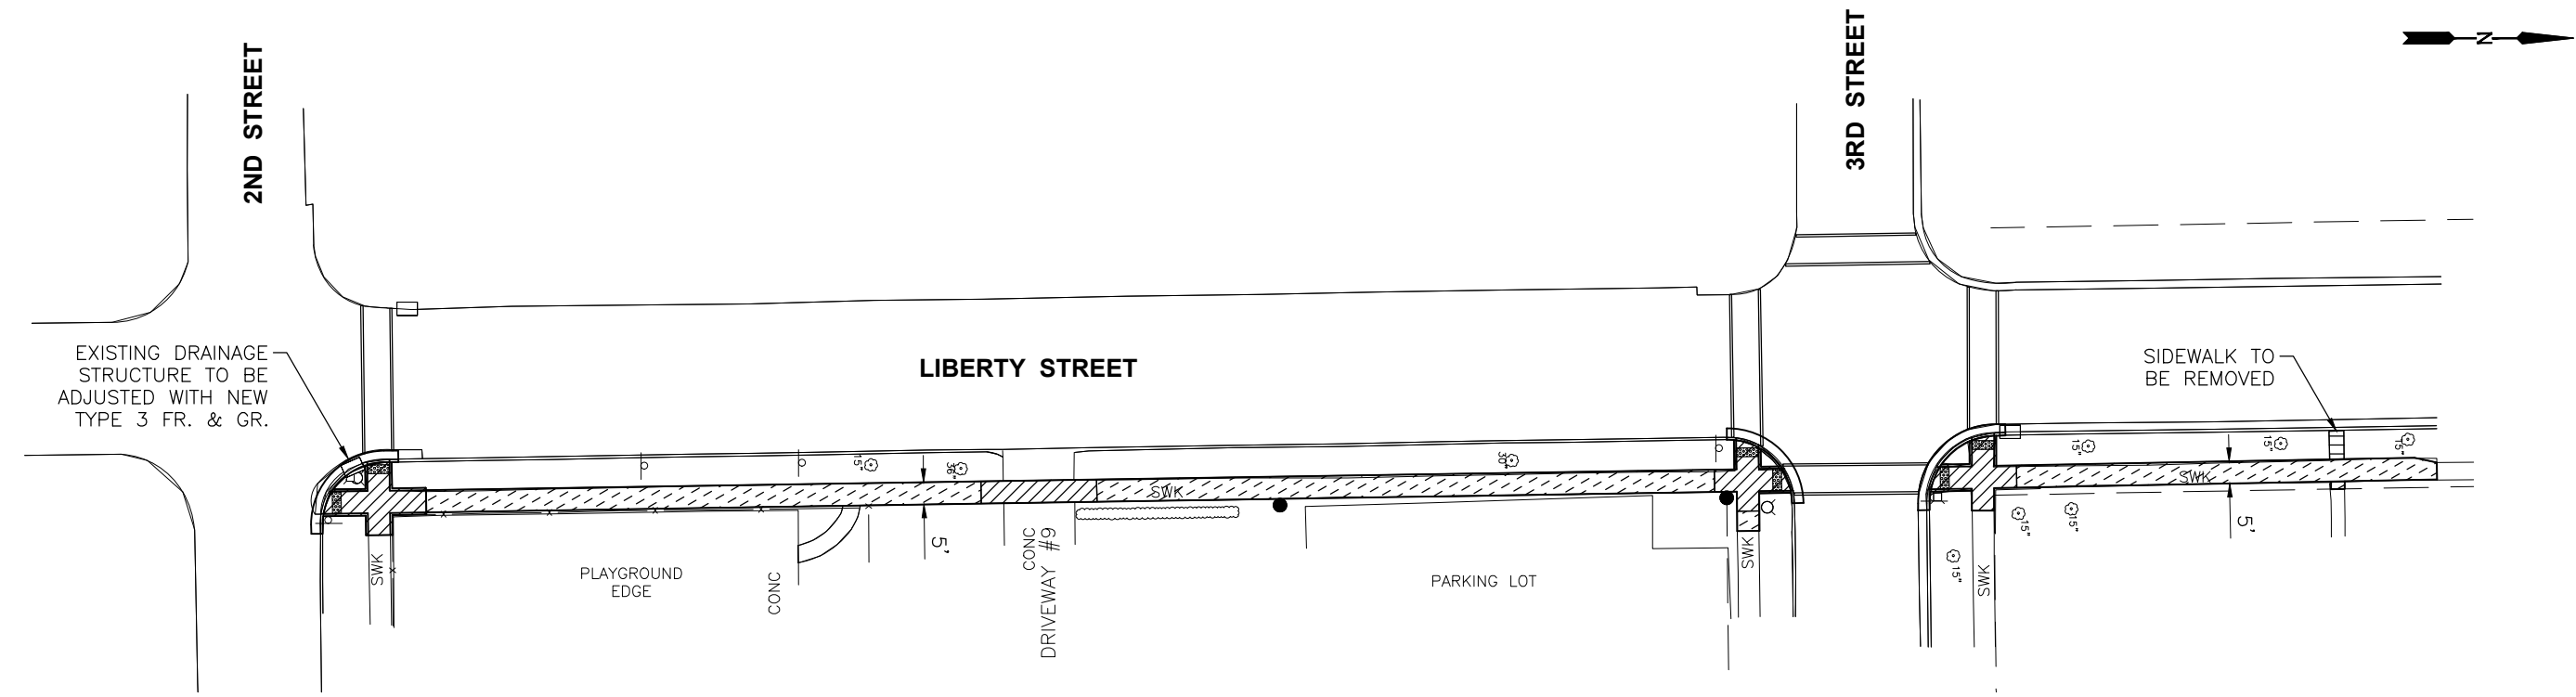 2ND STREET
3RD STREET
N
EXISTING DRAINAGE
STRUCTURE TO BE
ADJUSTED WITH NEW
TYPE 3 FR. & GR.
LIBERTY STREET
SIDEWALK TO
BE REMOVED
15"
36"
30"
15"
15"
15"
SWK
SWK
5'
5'
15"
15"
15"
SWK
PLAYGROUND
EDGE
CONC
CONC
DRIVEWAY #9
PARKING LOT
SWK
SWK